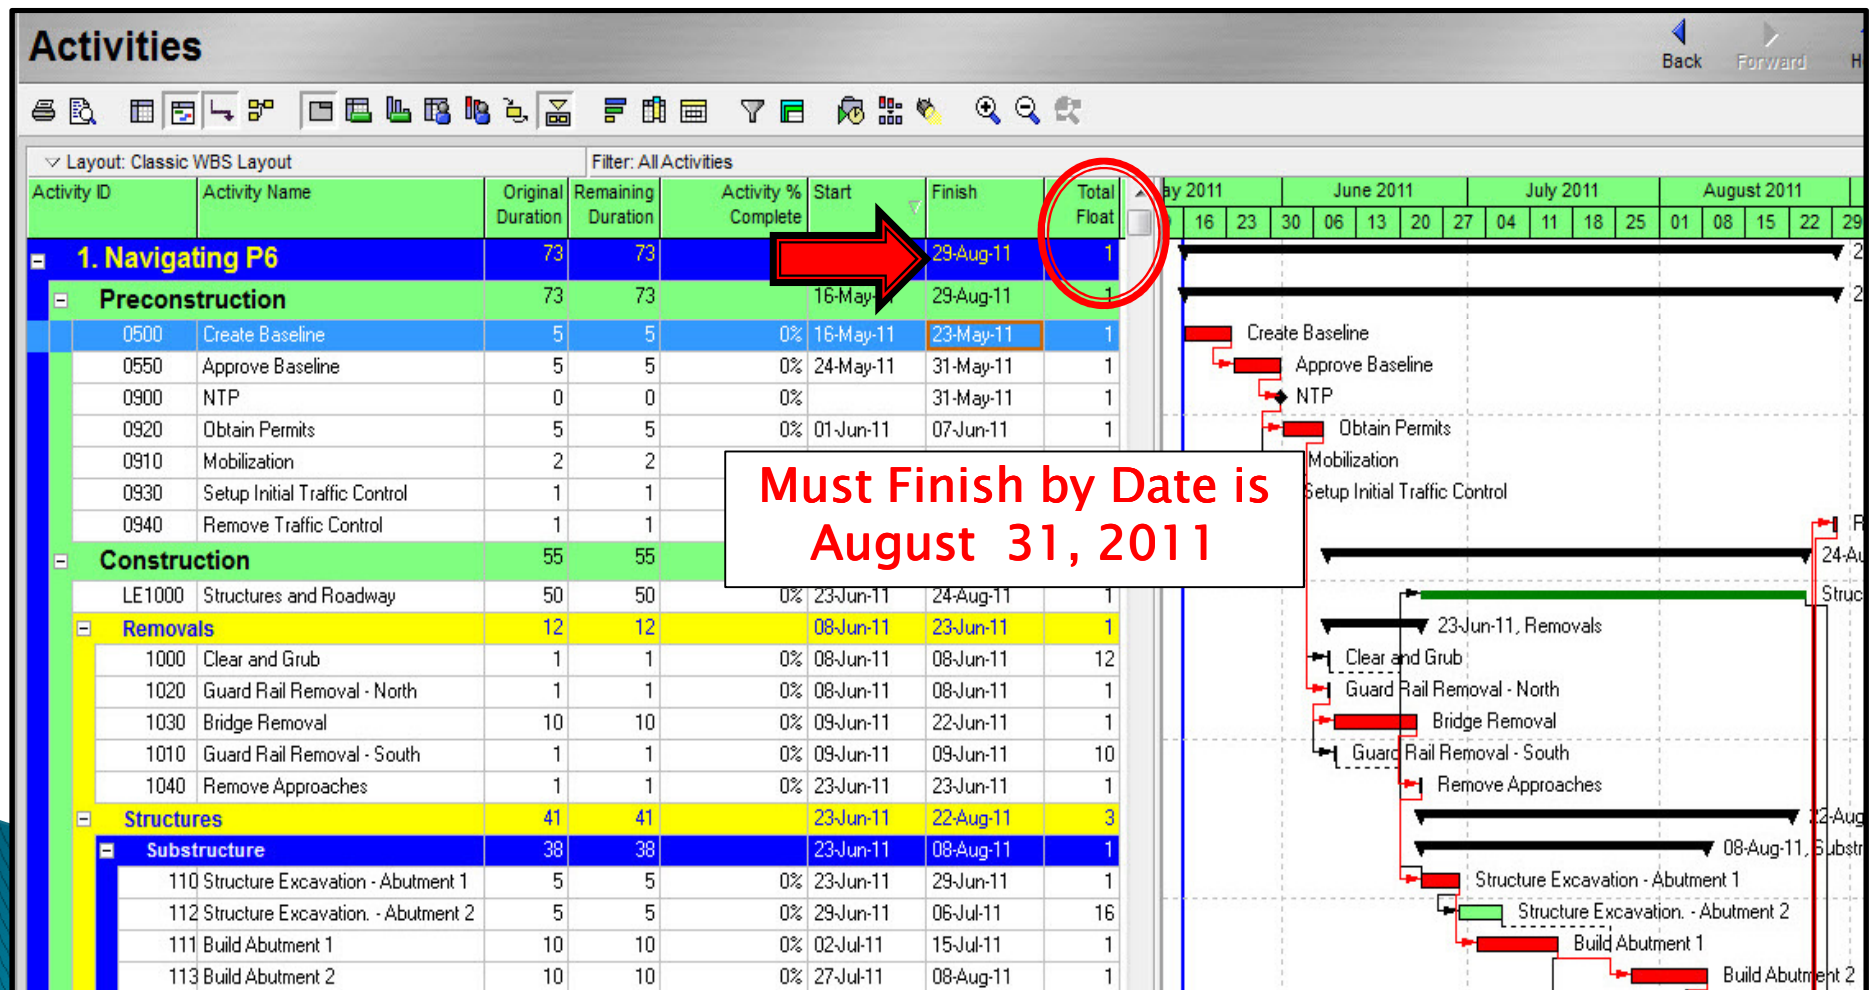 Activities
Back Forward H
Layout: Classic WBS Layout Filter: All Activities
Activity ID Activity Name Original Duration Remaining Duration Activity % Complete Start Finish Total Float ay 2011 June 2011 July 2011 August 2011
16 23 30 06 13 20 27 04 11 18 25 01 08 15 22 29
1. Navigating P6 73 73 29-Aug-11 1 2
Preconstruction 73 73 16-May- 29-Aug-11 1 2
0500 Create Baseline 5 5 0% 16-May-11 23-May-11 1 Create Baseline
0550 Approve Baseline 5 5 0% 24-May-11 31-May-11 1 Approve Baseline
0900 NTP 0 0 0% 31-May-11 1 NTP
0920 Obtain Permits 5 5 0% 01-Jun-11 07-Jun-11 1 Obtain Permits
0910 Mobilization 2 2 Mobilization
0930 Setup Initial Traffic Control 1 1 Setup Initial Traffic Control
0940 Remove Traffic Control 1 1 R
Must Finish by Date is
August 31, 2011
Construction 55 55 24-Au
LE1000 Structures and Roadway 50 50 0% 23-Jun-11 24-Aug-11 1 Struc
Removals 12 12 08-Jun-11 23-Jun-11 1 23-Jun-11, Removals
1000 Clear and Grub 1 1 0% 08-Jun-11 08-Jun-11 12 Clear and Grub
1020 Guard Rail Removal - North 1 1 0% 08-Jun-11 08-Jun-11 1 Guard Rail Removal - North
1030 Bridge Removal 10 10 0% 09-Jun-11 22-Jun-11 1 Bridge Removal
1010 Guard Rail Removal - South 1 1 0% 09-Jun-11 09-Jun-11 10 Guard Rail Removal - South
1040 Remove Approaches 1 1 0% 23-Jun-11 23-Jun-11 1 Remove Approaches
Structures 41 41 23-Jun-11 22-Aug-11 3 22-Aug
Substructure 38 38 23-Jun-11 08-Aug-11 1 08-Aug-11, Substr
110 Structure Excavation - Abutment 1 5 5 0% 23-Jun-11 29-Jun-11 1 Structure Excavation - Abutment 1
112 Structure Excavation. - Abutment 2 5 5 0% 29-Jun-11 06-Jul-11 16 Structure Excavation. - Abutment 2
111 Build Abutment 1 10 10 0% 02-Jul-11 15-Jul-11 1 Build Abutment 1
113 Build Abutment 2 10 10 0% 27-Jul-11 08-Aug-11 1 Build Abutment 2